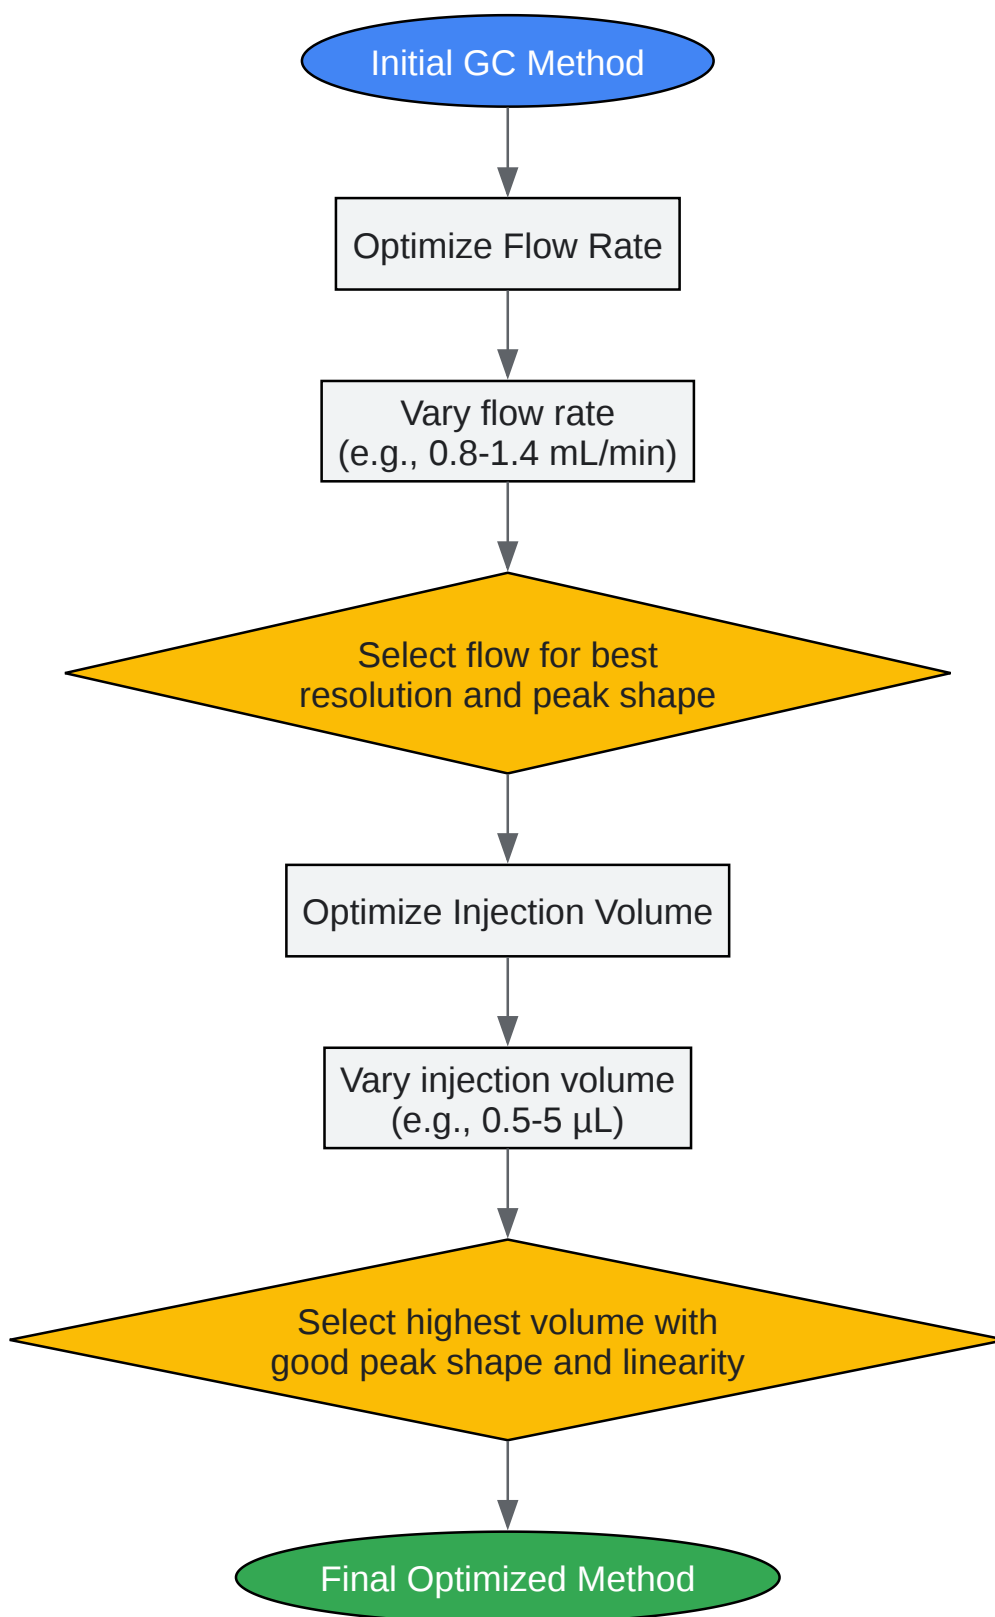 Initial GC Method
Optimize Flow Rate
Vary flow rate
(e.g., 0.8-1.4 mL/min)
Select flow for best
resolution and peak shape
Optimize Injection Volume
Vary injection volume
(e.g., 0.5-5 µL)
Select highest volume with
good peak shape and linearity
Final Optimized Method